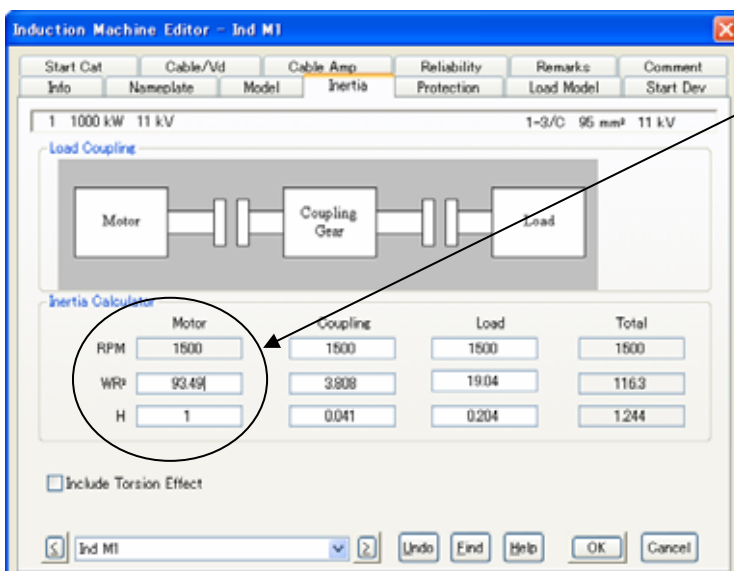 Induction Machine Editor - Ind M1
Start Cat Cable/Vd Cable Amp Reliability Remarks Comment
Info Nameplate Model Inertia Protection Load Model Start Dev
1 1000 kW 11 kV 1-3/C 95 mm² 11 kV
Load Coupling
Motor Coupling Gear Load
Inertia Calculator
Motor Coupling Load Total
RPM 1500 1500 1500 1500
WR² 93.49 3.808 19.04 116.3
H 1 0.041 0.204 1.244
Include Torsion Effect
Ind M1 Undo Find Help OK Cancel